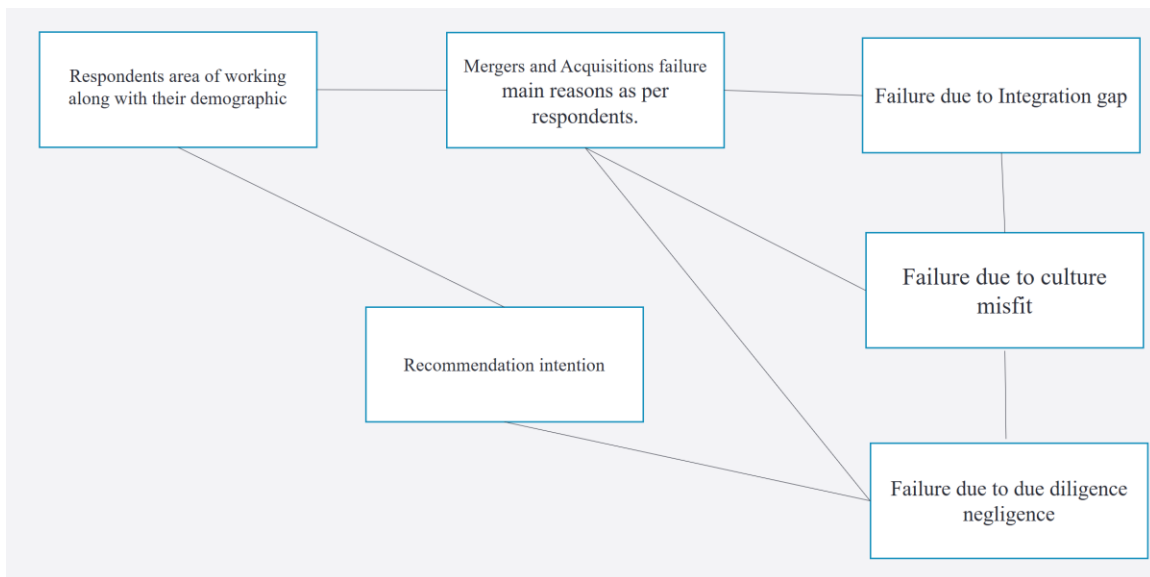 Respondents area of working
along with their demographic
Mergers and Acquisitions failure
main reasons as per
respondents.
Failure due to Integration gap
Failure due to culture
misfit
Recommendation intention
Failure due to due diligence
negligence